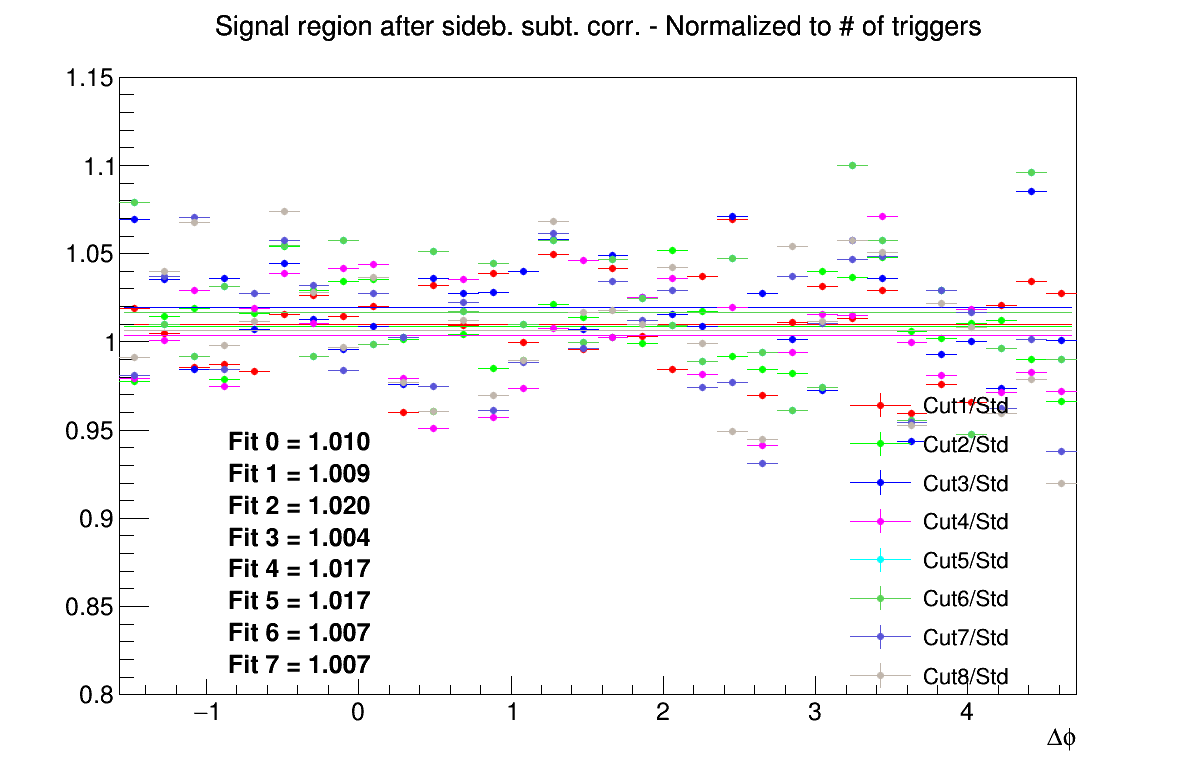 Signal region after sideb. subt. corr. - Normalized to # of triggers
1.15
1.1
1.05
1
0.95
0.9
0.85
0.8
Fit 0 = 1.010
Fit 1 = 1.009
Fit 2 = 1.020
Fit 3 = 1.004
Fit 4 = 1.017
Fit 5 = 1.017
Fit 6 = 1.007
Fit 7 = 1.007
Cut1/Std
Cut2/Std
Cut3/Std
Cut4/Std
Cut5/Std
Cut6/Std
Cut7/Std
Cut8/Std
−1 0 1 2 3 4
Δϕ